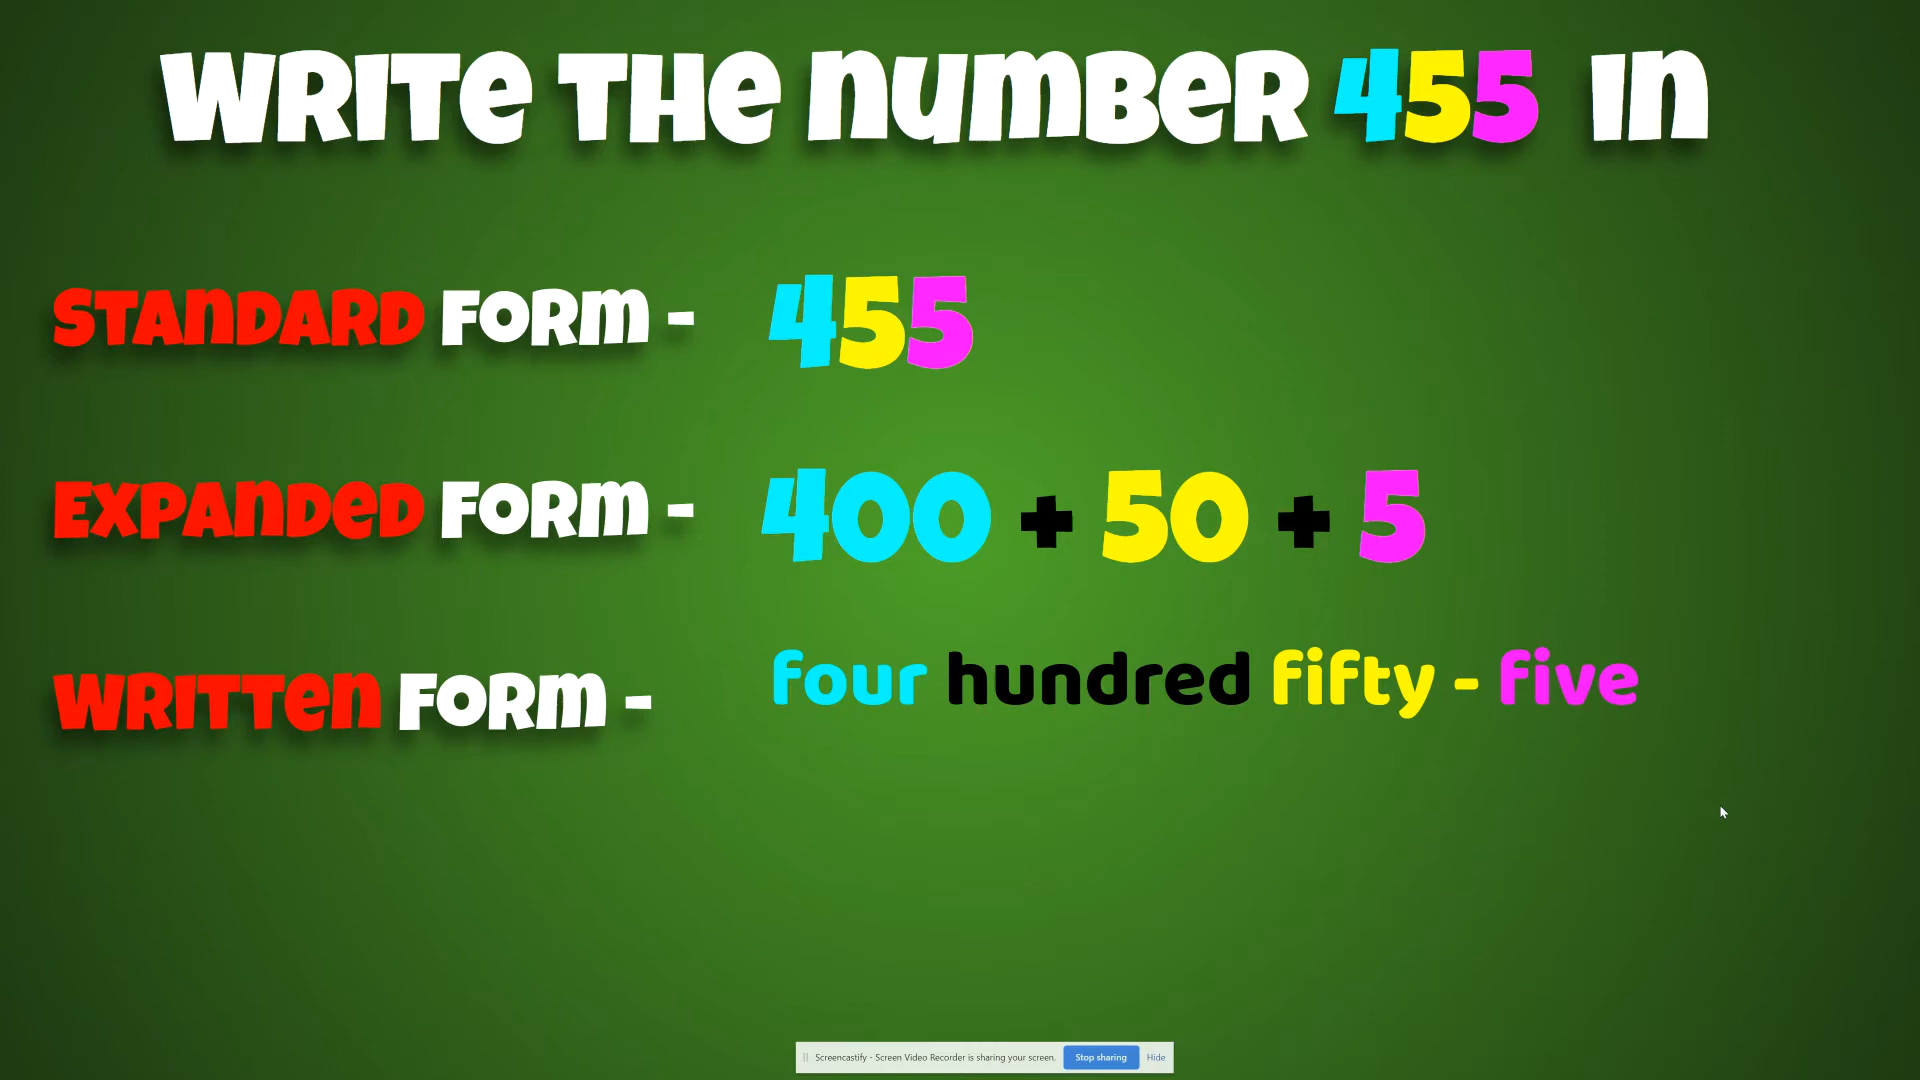 Write the number 455 in
Standard Form - 455
Expanded Form - 400 + 50 + 5
Written Form - four hundred fifty - five
Screencastify - Screen Video Recorder is sharing your screen. Stop sharing Hide